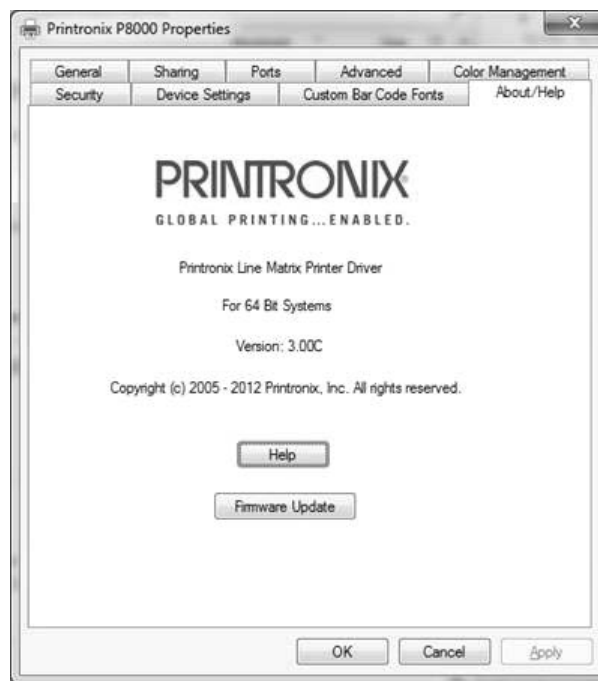 Printronix P8000 Properties
General Sharing Ports Advanced Color Management
Security Device Settings Custom Bar Code Fonts About/Help
PRINTRONIX
GLOBAL PRINTING...ENABLED.
Printronix Line Matrix Printer Driver
For 64 Bit Systems
Version: 3.00C
Copyright (c) 2005 - 2012 Printronix, Inc. All rights reserved.
Help
Firmware Update
OK Cancel Apply